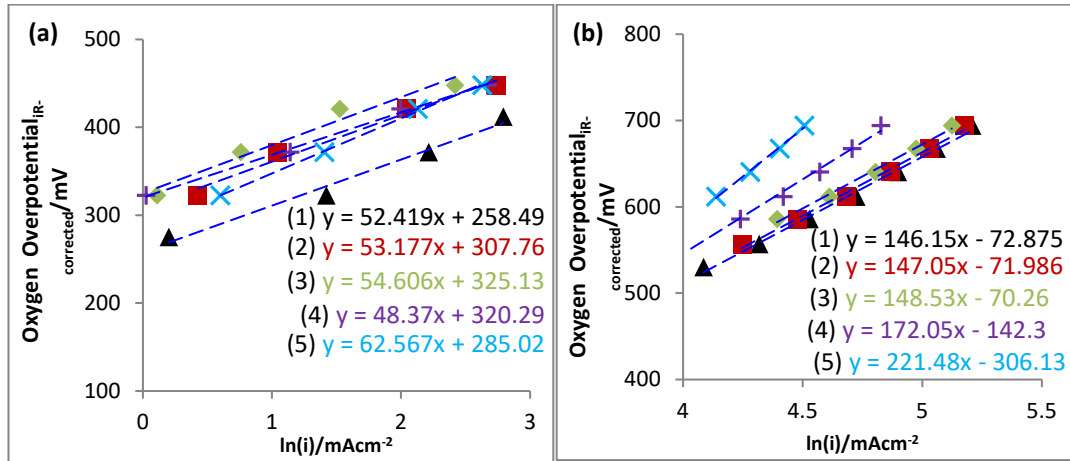 (a)
Oxygen Overpotential iR-
corrected/mV
500
400
300
200
100
(1) y = 52.419x + 258.49
(2) y = 53.177x + 307.76
(3) y = 54.606x + 325.13
(4) y = 48.37x + 320.29
(5) y = 62.567x + 285.02
0 1 2 3
ln(i)/mAcm-2
(b)
Oxygen Overpotential iR-
corrected/mV
800
700
600
500
400
(1) y = 146.15x - 72.875
(2) y = 147.05x - 71.986
(3) y = 148.53x - 70.26
(4) y = 172.05x - 142.3
(5) y = 221.48x - 306.13
4 4.5 5 5.5
ln(i)/mAcm-2